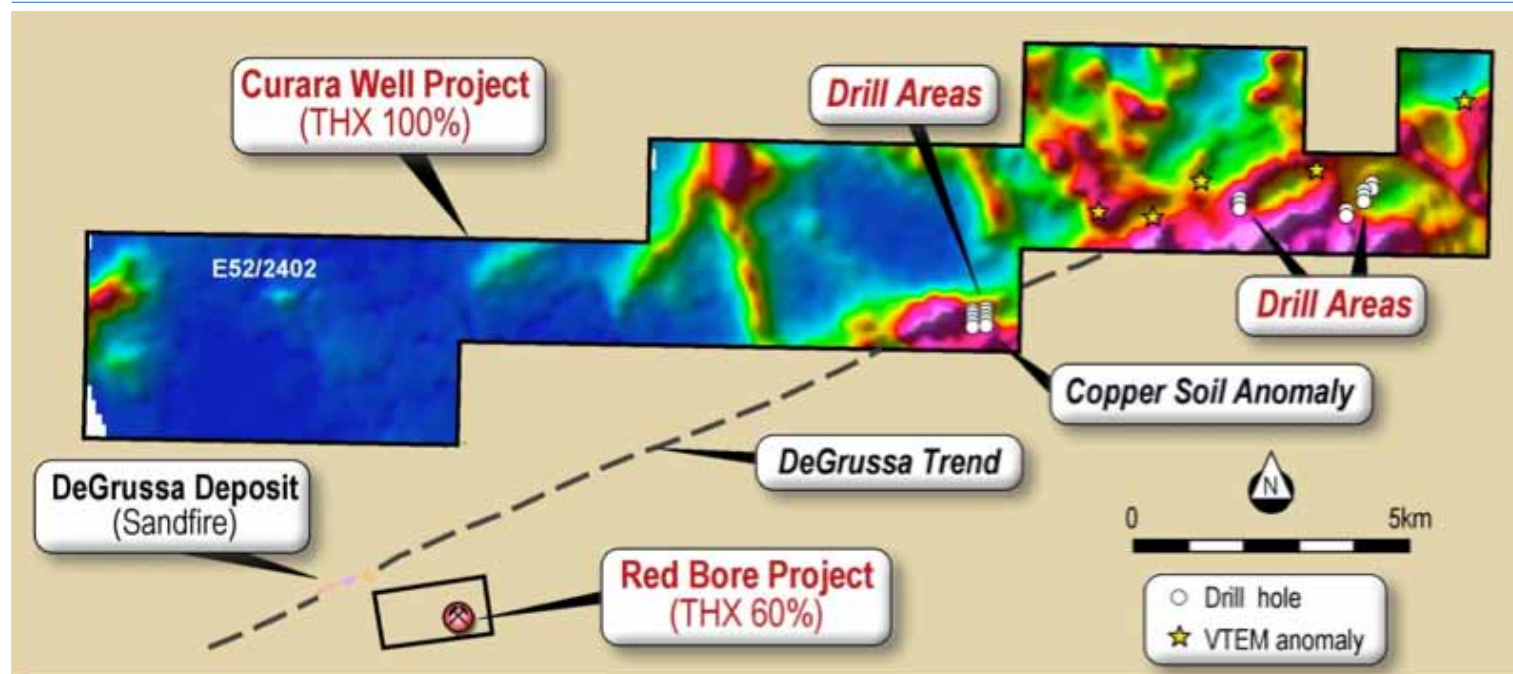 Curara Well Project
(THX 100%)
Drill Areas
E52/2402
Drill Areas
Copper Soil Anomaly
DeGrussa Trend
DeGrussa Deposit
(Sandfire)
Red Bore Project
(THX 60%)
N
0 5km
Drill hole
VTEM anomaly